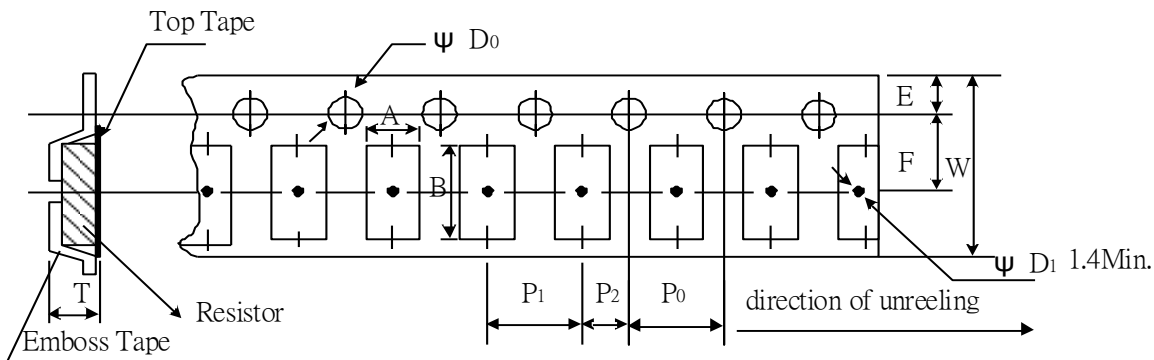 Top Tape
Ψ D0
E
A
F
W
B
Ψ D1 1.4Min.
T
P1
P2
P0
direction of unreeling
Resistor
Emboss Tape